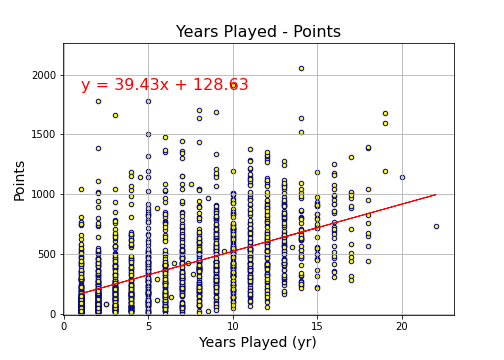 Years Played - Points
y = 39.43x + 128.63
Points
2000
1500
1000
500
0
0 5 10 15 20
Years Played (yr)